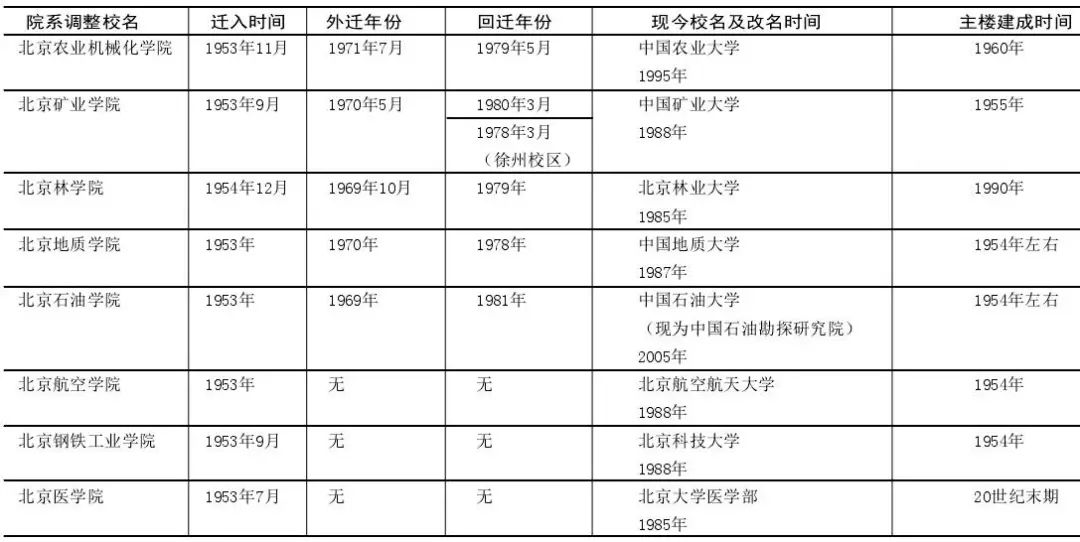 院系调整校名 迁入时间 外迁年份 回迁年份 现今校名及改名时间 主楼建成时间
北京农业机械化学院 1953年11月 1971年7月 1979年5月 中国农业大学 1960年
1995年
北京矿业学院 1953年9月 1970年5月 1980年3月 中国矿业大学 1955年
1978年3月 1988年
（徐州校区）
北京林学院 1954年12月 1969年10月 1979年 北京林业大学 1990年
1985年
北京地质学院 1953年 1970年 1978年 中国地质大学 1954年左右
1987年
北京石油学院 1953年 1969年 1981年 中国石油大学 1954年左右
（现为中国石油勘探研究院）
2005年
北京航空学院 1953年 无 无 北京航空航天大学 1954年
1988年
北京钢铁工业学院 1953年9月 无 无 北京科技大学 1954年
1988年
北京医学院 1953年7月 无 无 北京大学医学部 20世纪末期
1985年